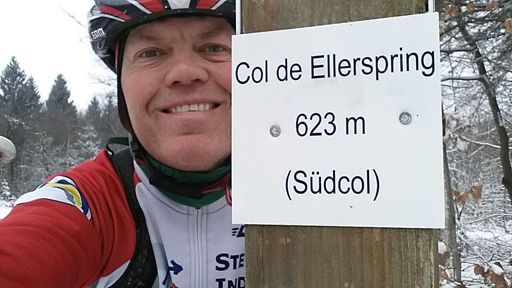 Col de Ellerspring
623 m
(Südcol)